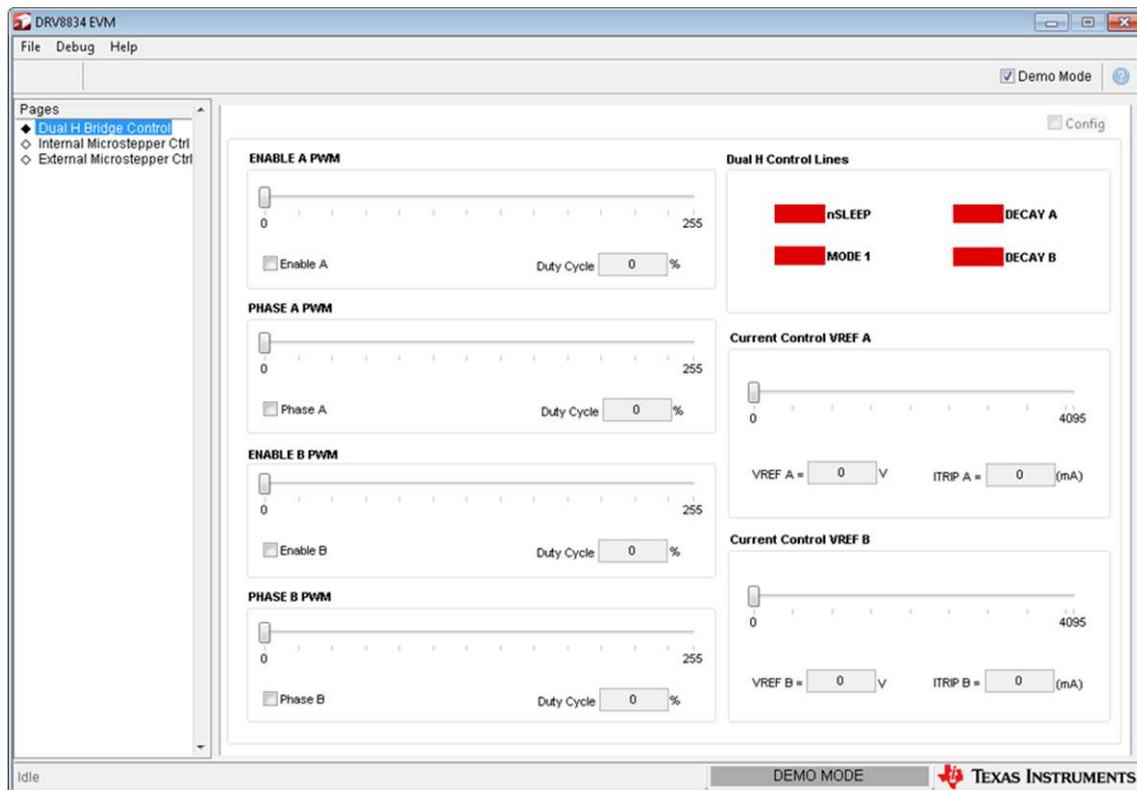 DRV8834 EVM
File Debug Help
Demo Mode
Pages
Dual H Bridge Control
Internal Microstepper Ctrl
External Microstepper Ctrl
Config
ENABLE A PWM
0 255
Enable A Duty Cycle 0 %
PHASE A PWM
0 255
Phase A Duty Cycle 0 %
ENABLE B PWM
0 255
Enable B Duty Cycle 0 %
PHASE B PWM
0 255
Phase B Duty Cycle 0 %
Dual H Control Lines
nSLEEP DECAY A
MODE 1 DECAY B
Current Control VREF A
0 4095
VREF A = 0 V ITRIP A = 0 (mA)
Current Control VREF B
0 4095
VREF B = 0 V ITRIP B = 0 (mA)
Idle
DEMO MODE
TEXAS INSTRUMENTS